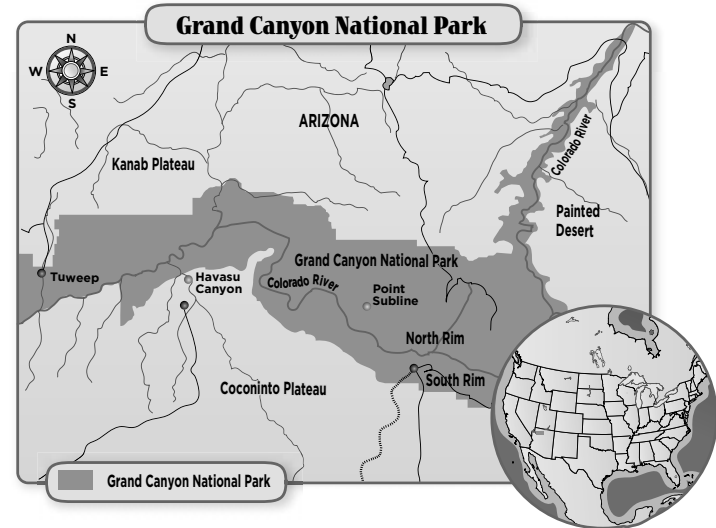 Grand Canyon National Park
N
W E
S
ARIZONA
Kanab Plateau
Colorado River
Painted
Desert
Grand Canyon National Park
Tuweep
Havasu
Canyon
Colorado River
Point
Subline
North Rim
South Rim
Coconinto Plateau
Grand Canyon National Park